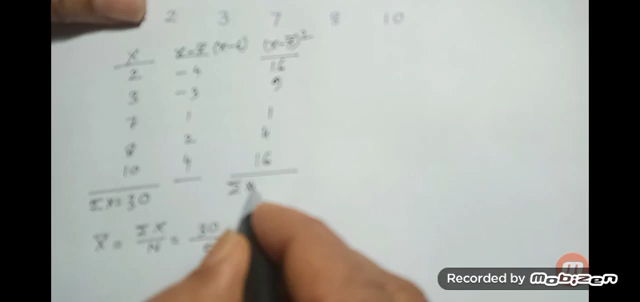 2 3 7 8 10
X X-X̄ (x-6) (x-x̄)²
2 -4 16
3 -3 9
7 1 1
8 2 4
10 4 16
Σx=30 Σ
X̄ = ΣX/N = 30/5
Recorded by mobizen